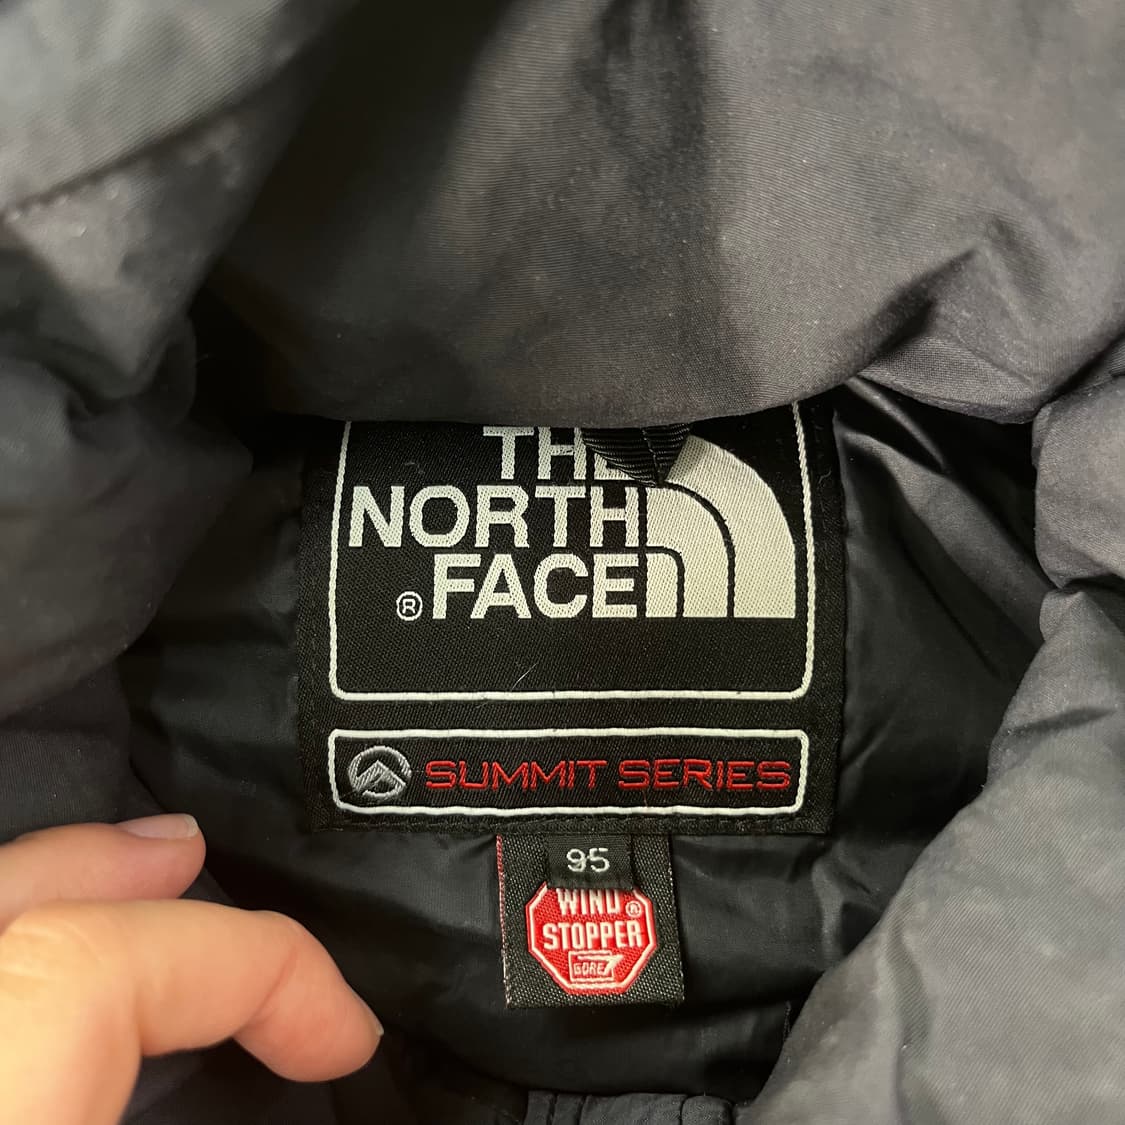 THE
NORTH
® FACE
SUMMIT SERIES
95
WIND ®
STOPPER
GORE